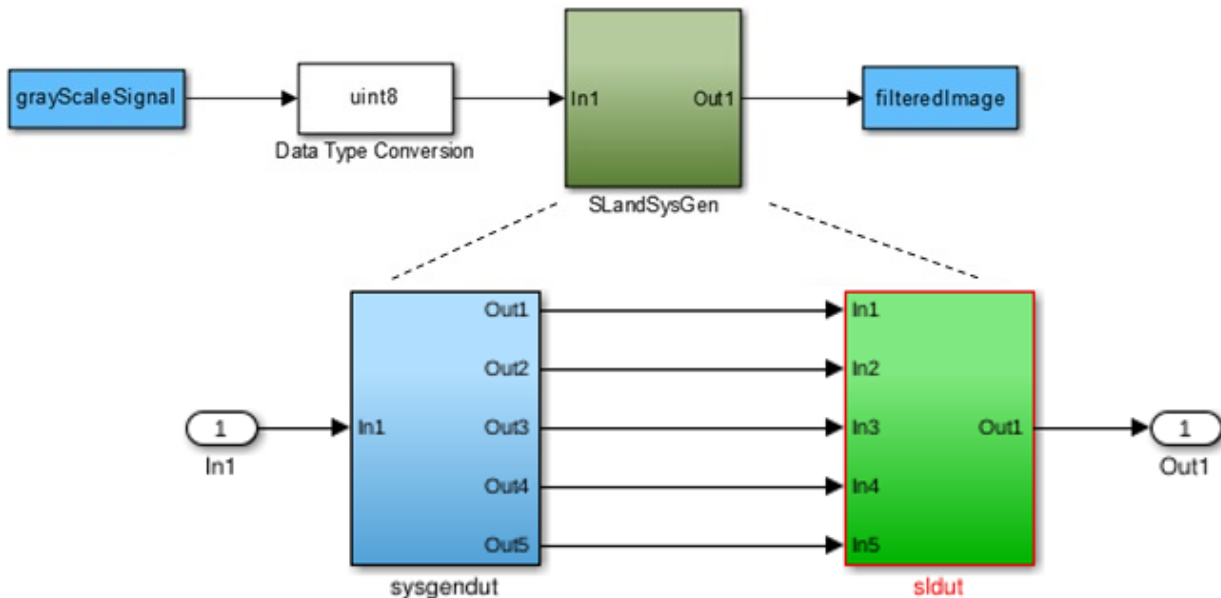 grayScaleSignal
uint8
Data Type Conversion
In1
Out1
SLandSysGen
filteredImage
1
In1
In1
Out1
Out2
Out3
Out4
Out5
sysgendut
In1
In2
In3
In4
In5
Out1
sldut
1
Out1